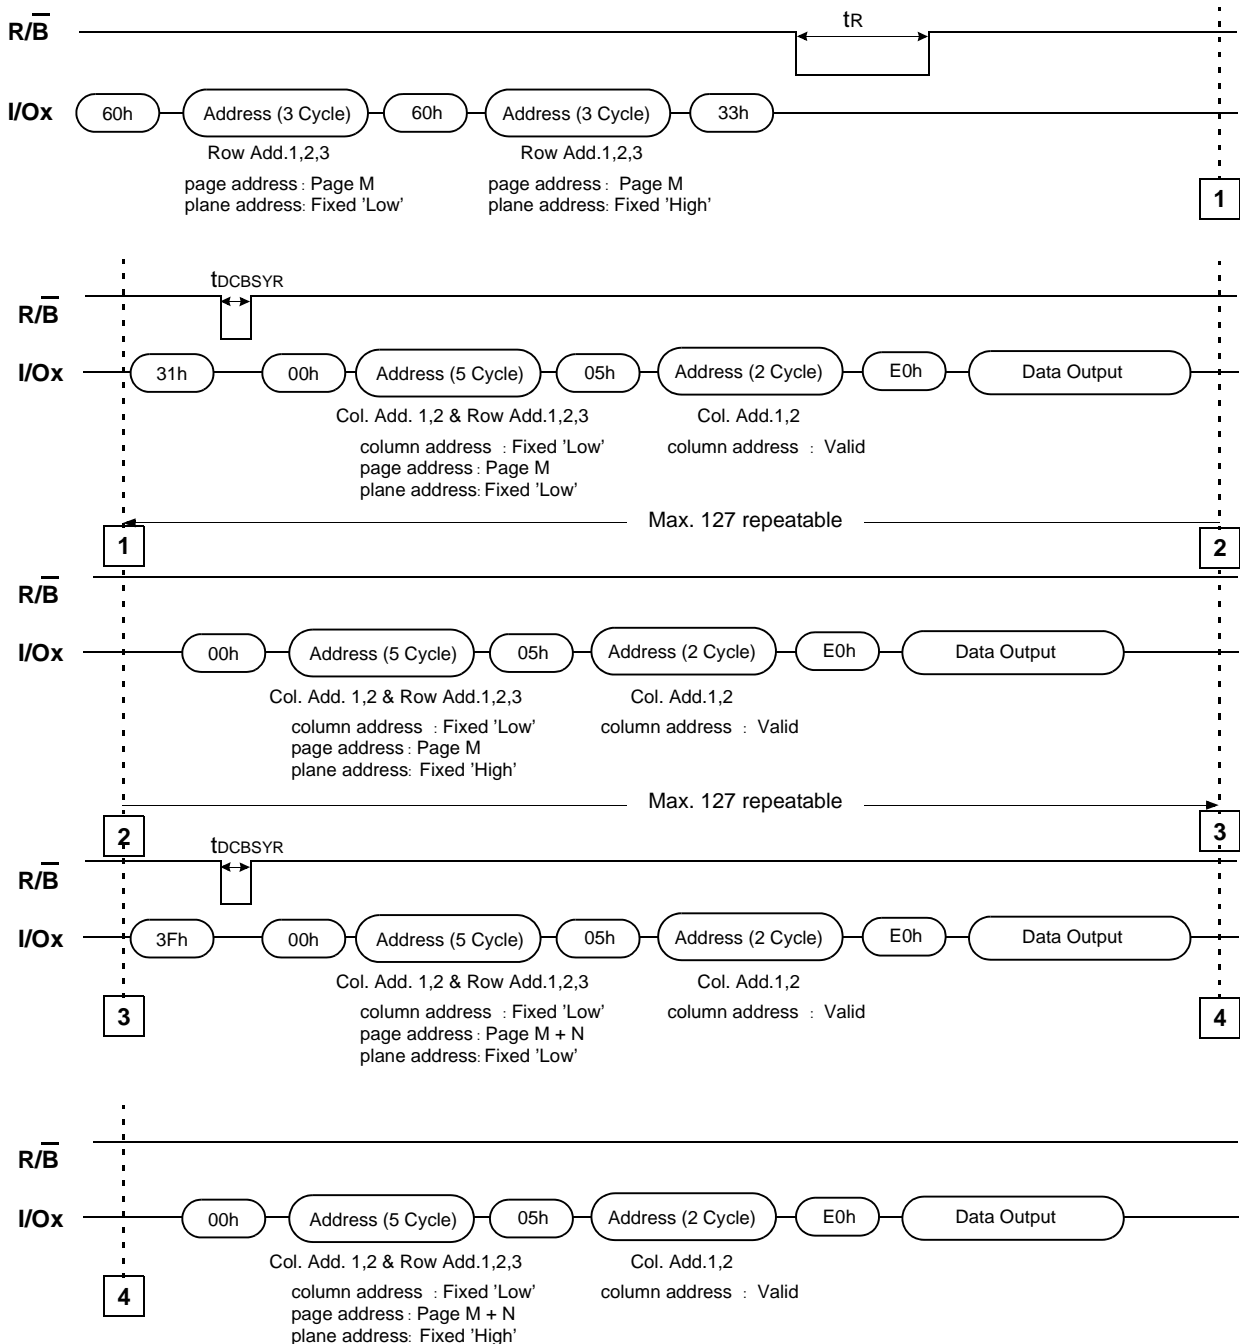 tR
R/B
I/Ox 60h Address (3 Cycle) 60h Address (3 Cycle) 33h
Row Add.1,2,3 Row Add.1,2,3
page address : Page M page address : Page M
plane address: Fixed 'Low' plane address: Fixed 'High'
1
tDCBSYR
R/B
I/Ox 31h 00h Address (5 Cycle) 05h Address (2 Cycle) E0h Data Output
Col. Add. 1,2 & Row Add.1,2,3 Col. Add.1,2
column address : Fixed 'Low' column address : Valid
page address : Page M
plane address: Fixed 'Low'
Max. 127 repeatable
1 2
R/B
I/Ox 00h Address (5 Cycle) 05h Address (2 Cycle) E0h Data Output
Col. Add. 1,2 & Row Add.1,2,3 Col. Add.1,2
column address : Fixed 'Low' column address : Valid
page address : Page M
plane address: Fixed 'High'
Max. 127 repeatable
2 3
tDCBSYR
R/B
I/Ox 3Fh 00h Address (5 Cycle) 05h Address (2 Cycle) E0h Data Output
Col. Add. 1,2 & Row Add.1,2,3 Col. Add.1,2
column address : Fixed 'Low' column address : Valid
page address : Page M + N
plane address: Fixed 'Low'
3 4
R/B
I/Ox 00h Address (5 Cycle) 05h Address (2 Cycle) E0h Data Output
Col. Add. 1,2 & Row Add.1,2,3 Col. Add.1,2
column address : Fixed 'Low' column address : Valid
page address : Page M + N
plane address: Fixed 'High'
4